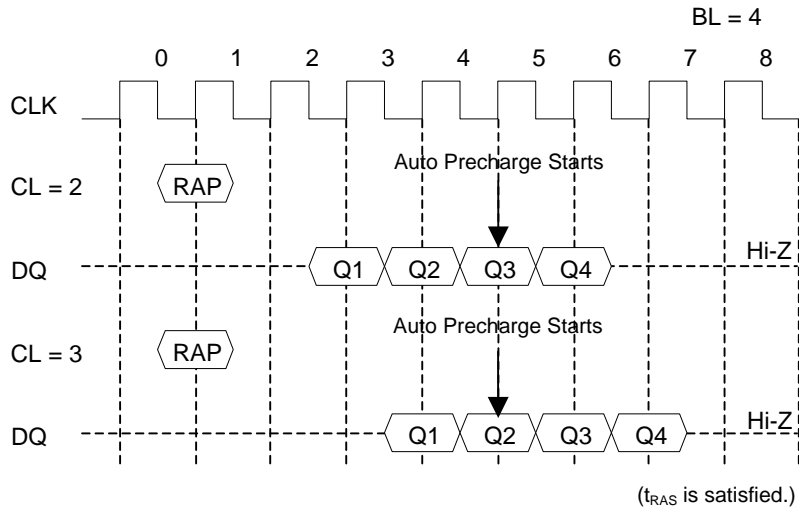 BL = 4
0 1 2 3 4 5 6 7 8
CLK
Auto Precharge Starts
CL = 2 RAP
Hi-Z
DQ Q1 Q2 Q3 Q4
Auto Precharge Starts
CL = 3 RAP
Hi-Z
DQ Q1 Q2 Q3 Q4
(tRAS is satisfied.)